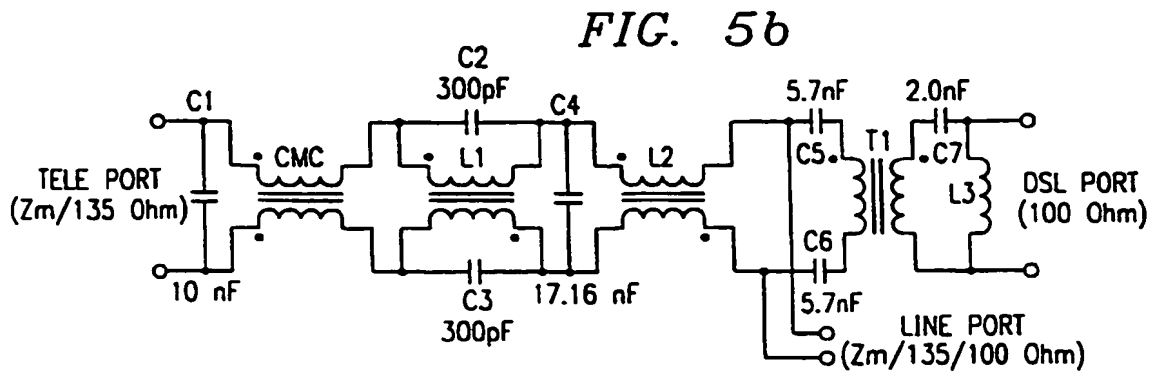 FIG. 5b
C1
CMC
C2
300pF
L1
C4
L2
5.7nF
2.0nF
C5
T1
C7
L3
TELE PORT
(Zm/135 Ohm)
DSL PORT
(100 Ohm)
C6
5.7nF
10 nF
C3
300pF
17.16 nF
LINE PORT
(Zm/135/100 Ohm)